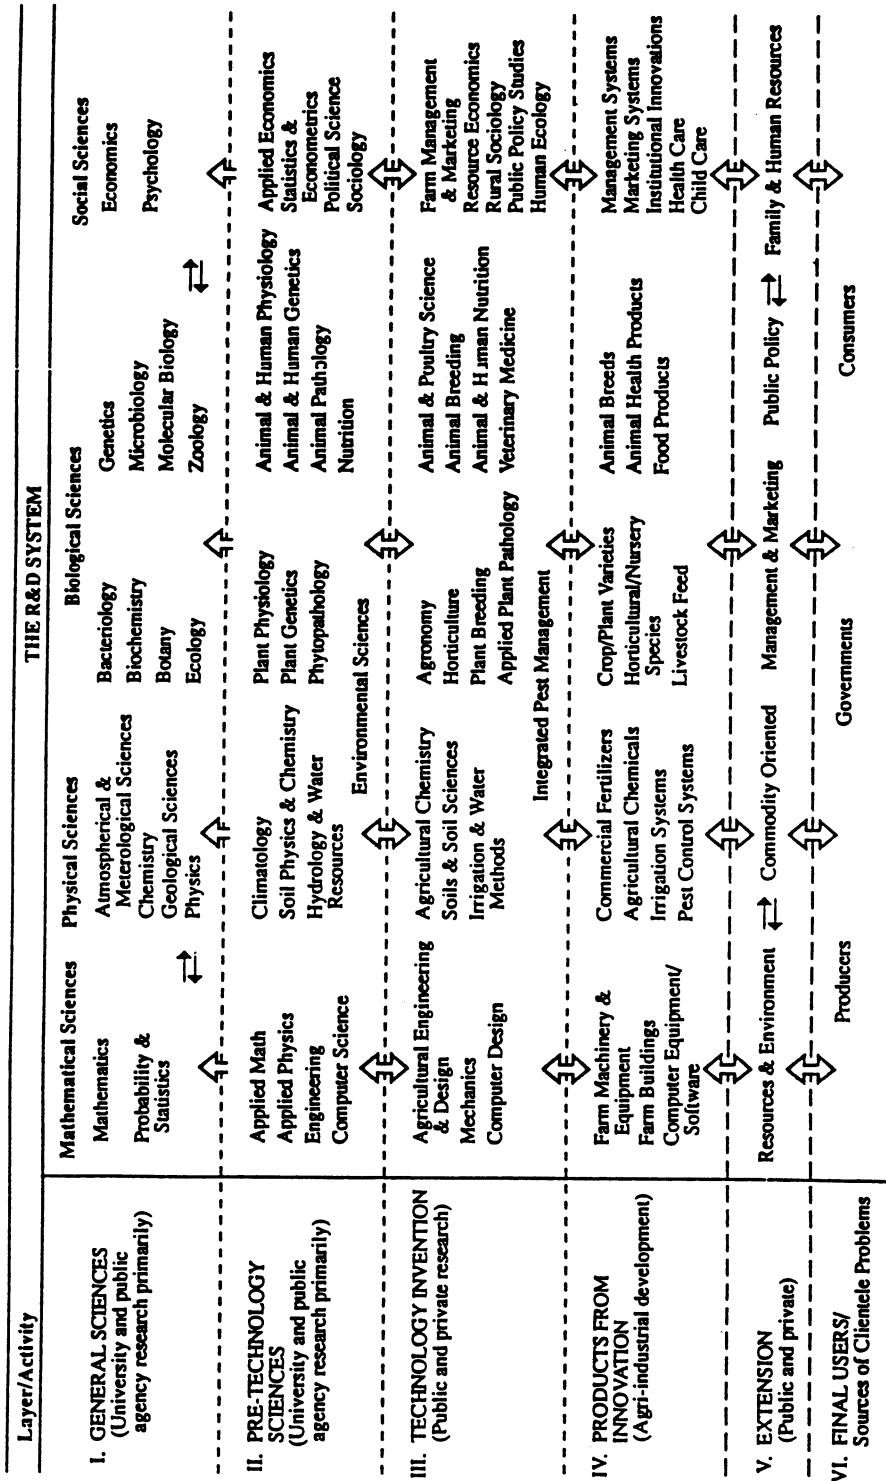 THE R&D SYSTEM
Layer/Activity
Mathematical Sciences
Physical Sciences
Biological Sciences
Social Sciences
I. GENERAL SCIENCES
(University and public
agency research primarily)
Mathematics
Probability &
Statistics
Atmospherical &
Meterological Sciences
Chemistry
Geological Sciences
Physics
Bacteriology
Biochemistry
Botany
Ecology
Genetics
Microbiology
Molecular Biology
Zoology
Economics
Psychology
II. PRE-TECHNOLOGY
SCIENCES
(University and public
agency research primarily)
Applied Math
Applied Physics
Engineering
Computer Science
Climatology
Soil Physics & Chemistry
Hydrology & Water
Resources
Plant Physiology
Plant Genetics
Phytopathology
Environmental Sciences
Animal & Human Physiology
Animal & Human Genetics
Animal Pathology
Nutrition
Applied Economics
Statistics &
Econometrics
Political Science
Sociology
III. TECHNOLOGY INVENTION
(Public and private research)
Agricultural Engineering
& Design
Mechanics
Computer Design
Agricultural Chemistry
Soils & Soil Sciences
Irrigation & Water
Methods
Agronomy
Horticulture
Plant Breeding
Applied Plant Pathology
Integrated Pest Management
Animal & Poultry Science
Animal Breeding
Animal & Human Nutrition
Veterinary Medicine
Farm Management
& Marketing
Resource Economics
Rural Sociology
Public Policy Studies
Human Ecology
IV. PRODUCTS FROM
INNOVATION
(Agri-industrial development)
Farm Machinery &
Equipment
Farm Buildings
Computer Equipment/
Software
Commercial Fertilizers
Agricultural Chemicals
Irrigation Systems
Pest Control Systems
Crop/Plant Varieties
Horticultural/Nursery
Species
Livestock Feed
Animal Breeds
Animal Health Products
Food Products
Management Systems
Marketing Systems
Institutional Innovations
Health Care
Child Care
V. EXTENSION
(Public and private)
Resources & Environment
Commodity Oriented
Management & Marketing
Public Policy
Family & Human Resources
VI. FINAL USERS/
Sources of Clientele Problems
Producers
Governments
Consumers